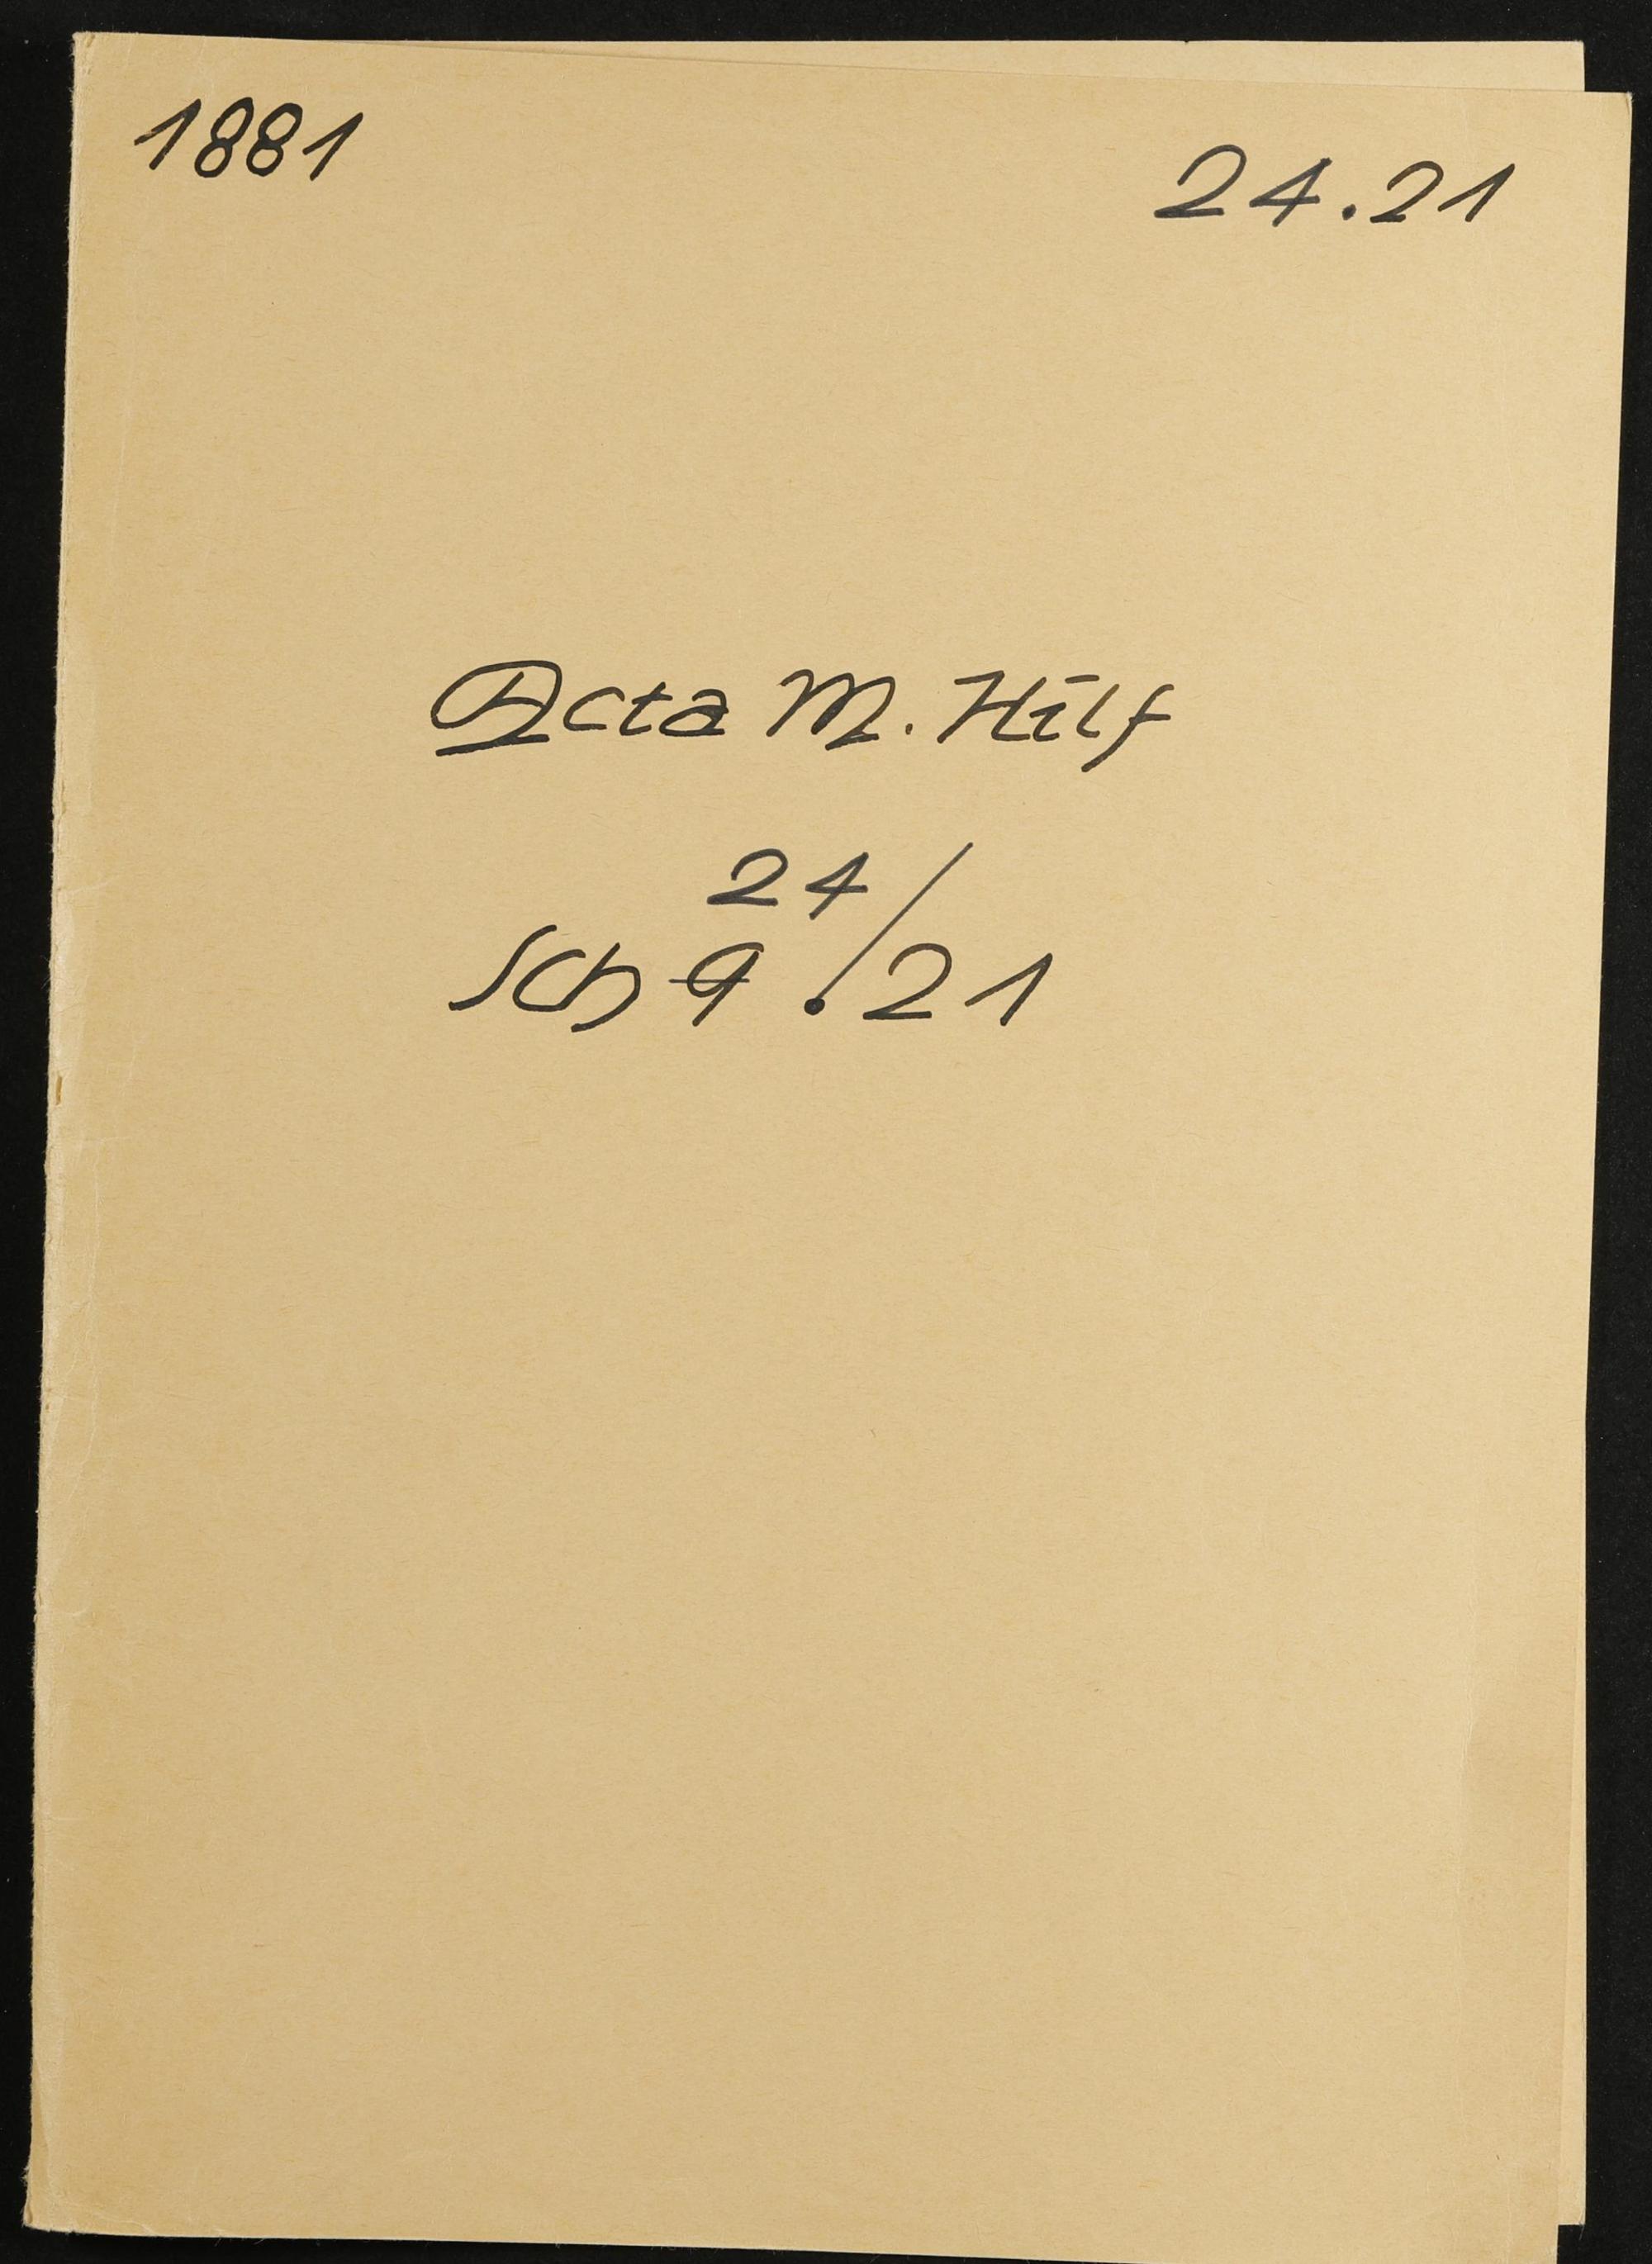 1881
24.21
Acta M. Hilf
24/
Sch 9.21